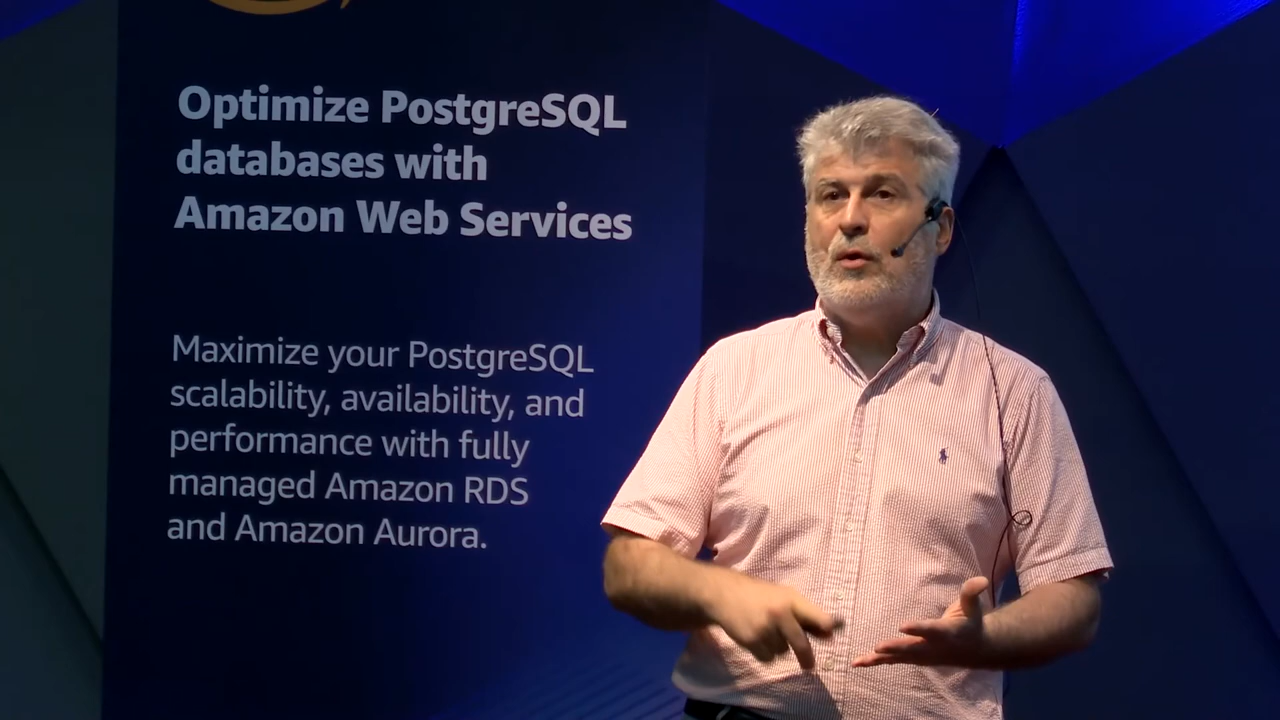 Optimize PostgreSQL
databases with
Amazon Web Services
Maximize your PostgreSQL
scalability, availability, and
performance with fully
managed Amazon RDS
and Amazon Aurora.